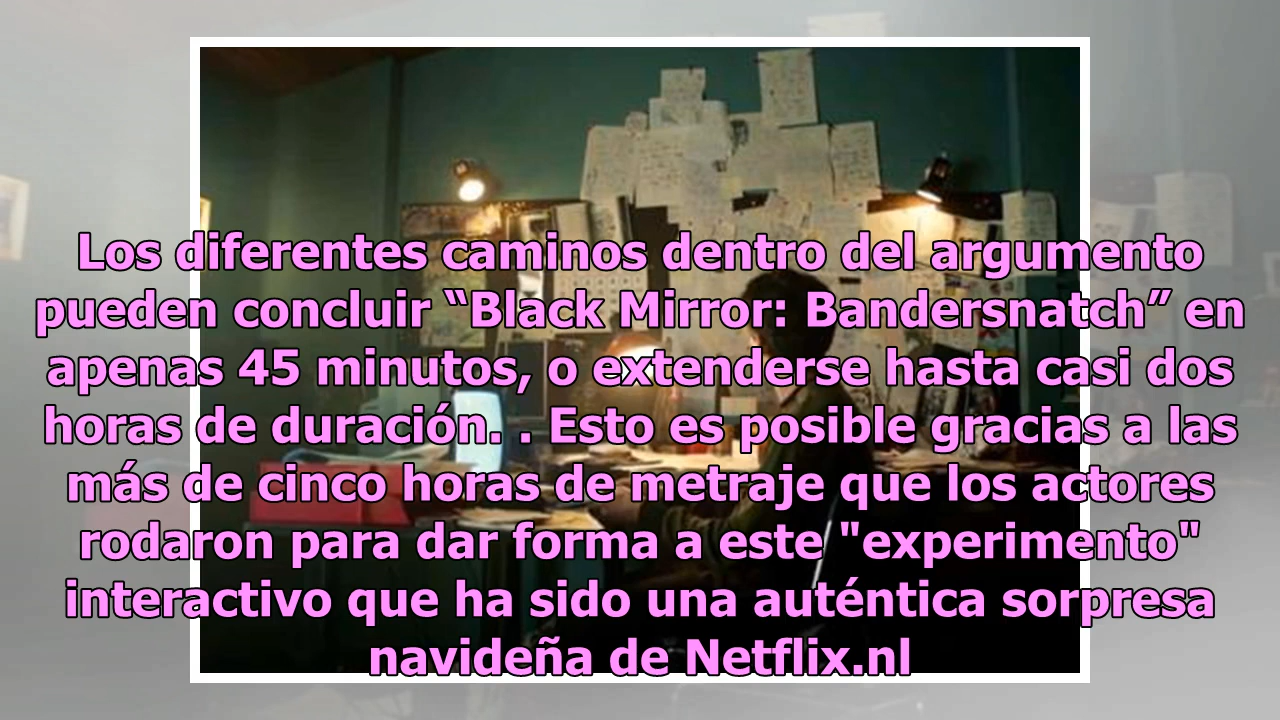 Los diferentes caminos dentro del argumento
pueden concluir “Black Mirror: Bandersnatch” en
apenas 45 minutos, o extenderse hasta casi dos
horas de duración. . Esto es posible gracias a las
más de cinco horas de metraje que los actores
rodaron para dar forma a este "experimento"
interactivo que ha sido una auténtica sorpresa
navideña de Netflix.nl